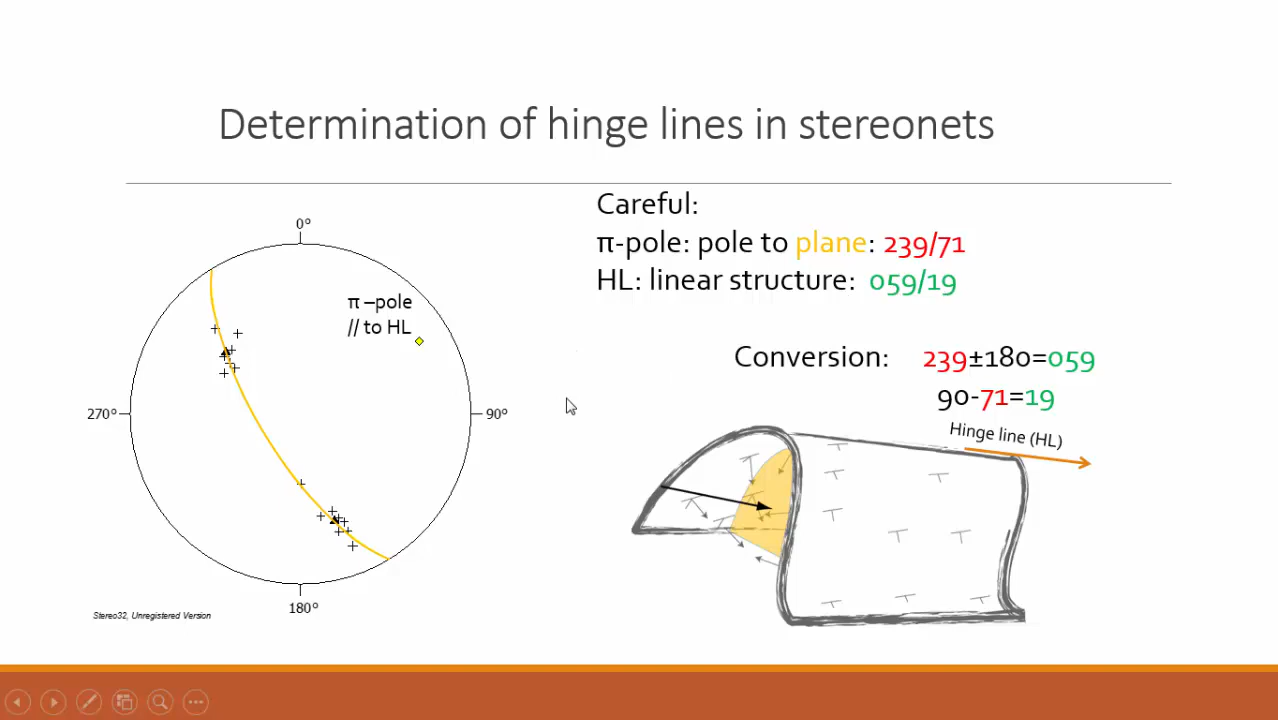 Determination of hinge lines in stereonets
Careful:
π-pole: pole to plane: 239/71
HL: linear structure: 059/19
0°
π –pole
// to HL
270°
90°
180°
Stereo32, Unregistered Version
Conversion: 239±180=059
90-71=19
Hinge line (HL)